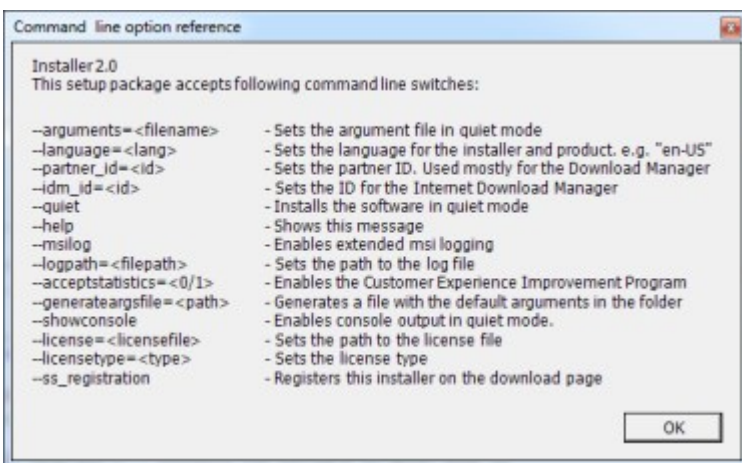 Command line option reference
Installer2.0
This setup package accepts following command line switches:
--arguments=<filename> - Sets the argument file in quiet mode
--language=<lang> - Sets the language for the installer and product. e.g. "en-US"
--partner_id=<id> - Sets the partner ID. Used mostly for the Download Manager
--idm_id=<id> - Sets the ID for the Internet Download Manager
--quiet - Installs the software in quiet mode
--help - Shows this message
--msilog - Enables extended msi logging
--logpath=<filepath> - Sets the path to the log file
--acceptstatistics=<0/1> - Enables the Customer Experience Improvement Program
--generateargsfile=<path> - Generates a file with the default arguments in the folder
--showconsole - Enables console output in quiet mode.
--license=<licensefile> - Sets the path to the license file
--licensetype=<type> - Sets the license type
--ss_registration - Registers this installer on the download page
OK